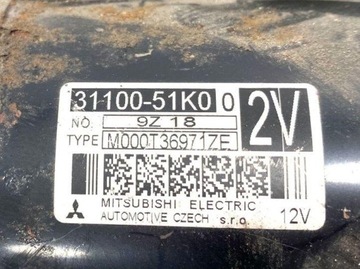 31100-51K0 0
2V
NO. 9Z 18
TYPE M000T36971ZE
MITSUBISHI ELECTRIC
AUTOMOTIVE CZECH s.r.o. 12V